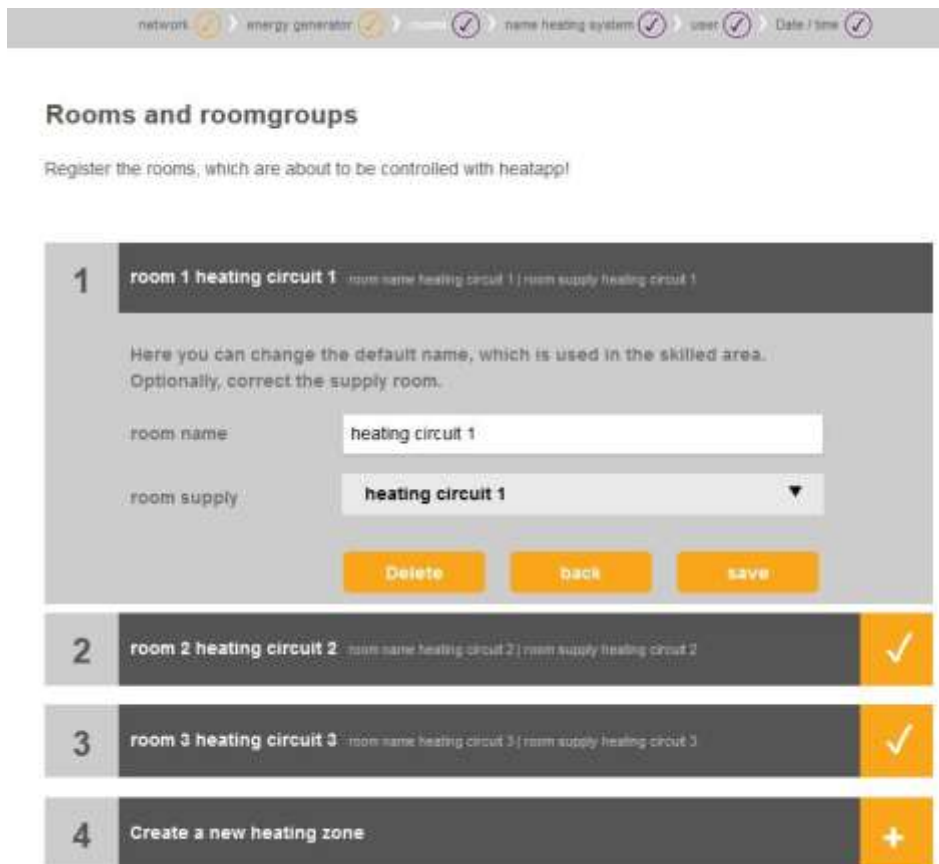 network energy generator name heating system user Date / time
Rooms and roomgroups
Register the rooms, which are about to be controlled with heatapp!
1 room 1 heating circuit 1 room name heating circuit 1 | room supply heating circuit 1
Here you can change the default name, which is used in the skilled area.
Optionally, correct the supply room.
room name heating circuit 1
room supply heating circuit 1
Delete back save
2 room 2 heating circuit 2 room name heating circuit 2 | room supply heating circuit 2
3 room 3 heating circuit 3 room name heating circuit 3 | room supply heating circuit 3
4 Create a new heating zone